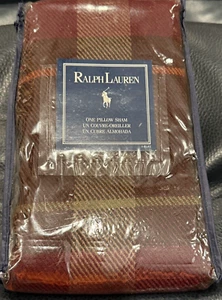 RALPH LAUREN
ONE PILLOW SHAM
UN COUVRE-OREILLER
UN CUBRE ALMOHADA